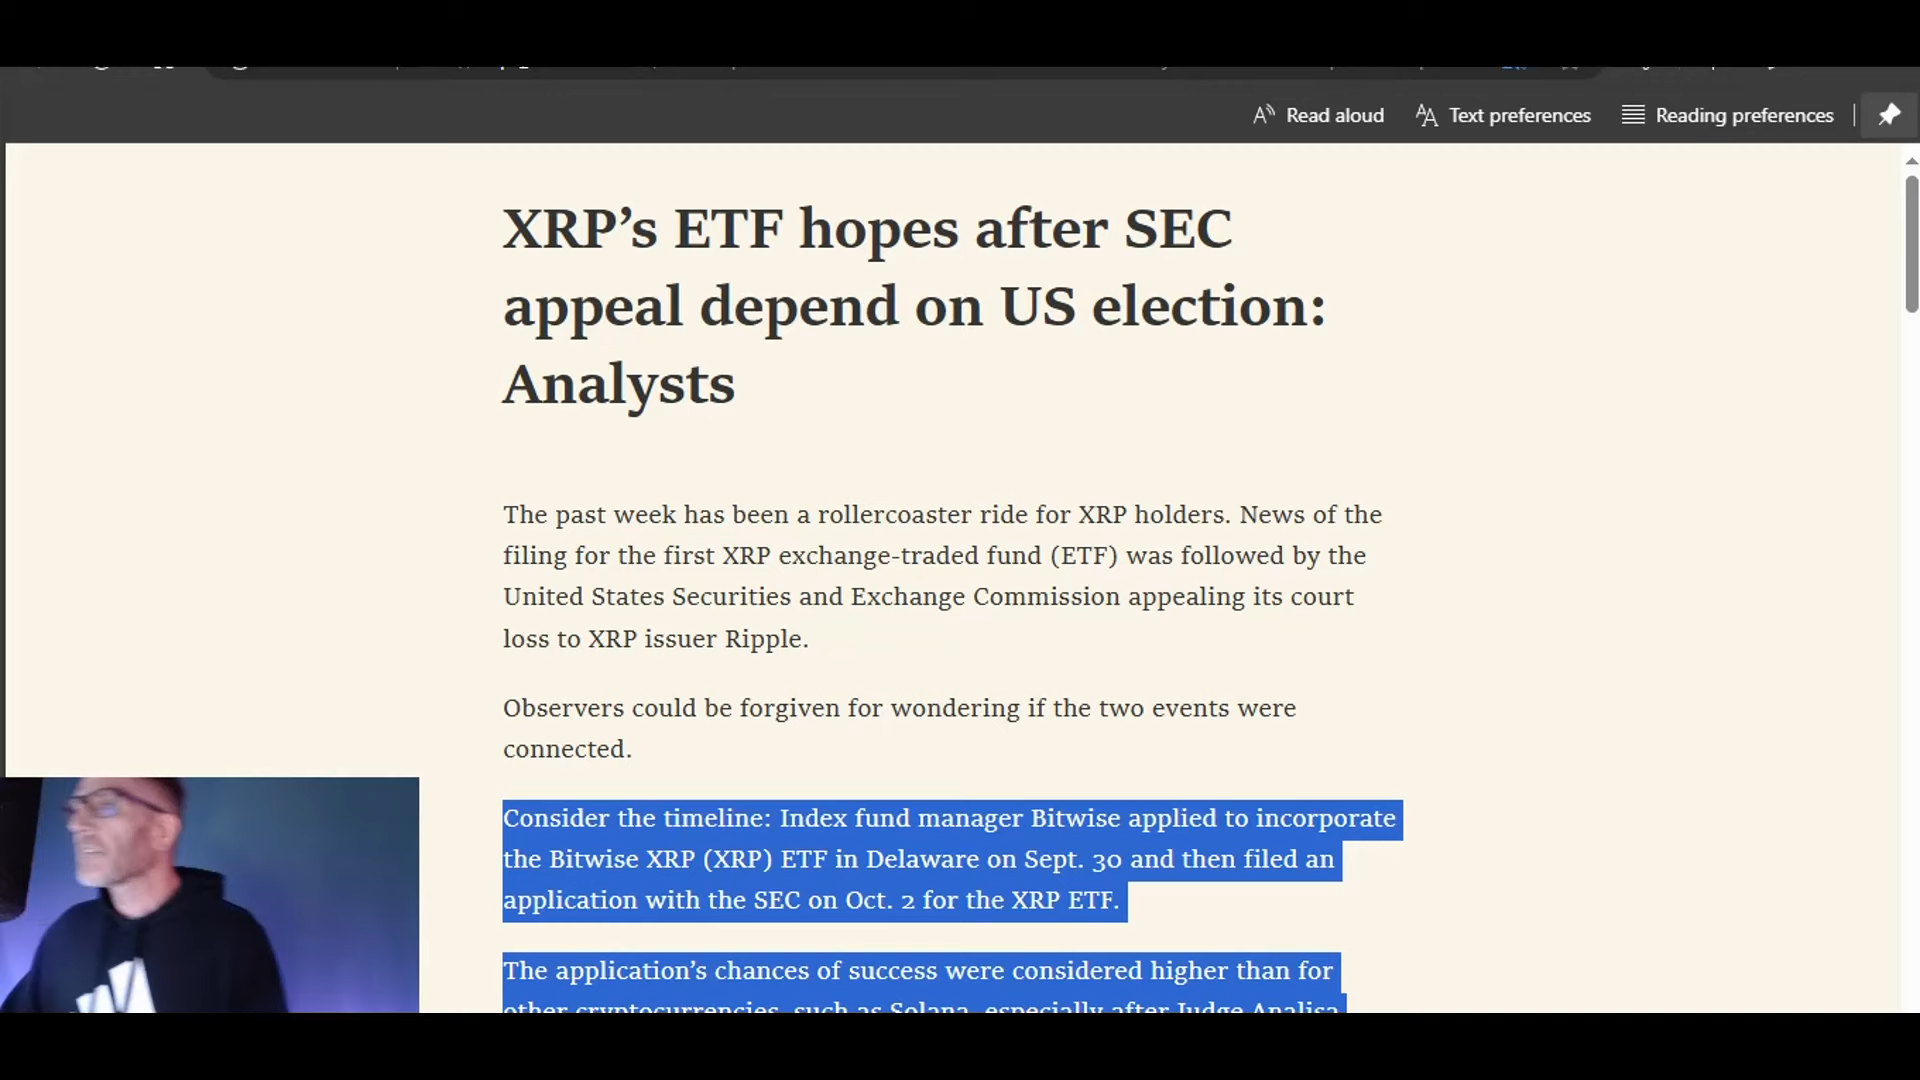 Read aloud
Text preferences
Reading preferences
XRP’s ETF hopes after SEC
appeal depend on US election:
Analysts
The past week has been a rollercoaster ride for XRP holders. News of the
filing for the first XRP exchange-traded fund (ETF) was followed by the
United States Securities and Exchange Commission appealing its court
loss to XRP issuer Ripple.
Observers could be forgiven for wondering if the two events were
connected.
Consider the timeline: Index fund manager Bitwise applied to incorporate
the Bitwise XRP (XRP) ETF in Delaware on Sept. 30 and then filed an
application with the SEC on Oct. 2 for the XRP ETF.
The application’s chances of success were considered higher than for
other cryptocurrencies, such as Solana, especially after Judge Analisa